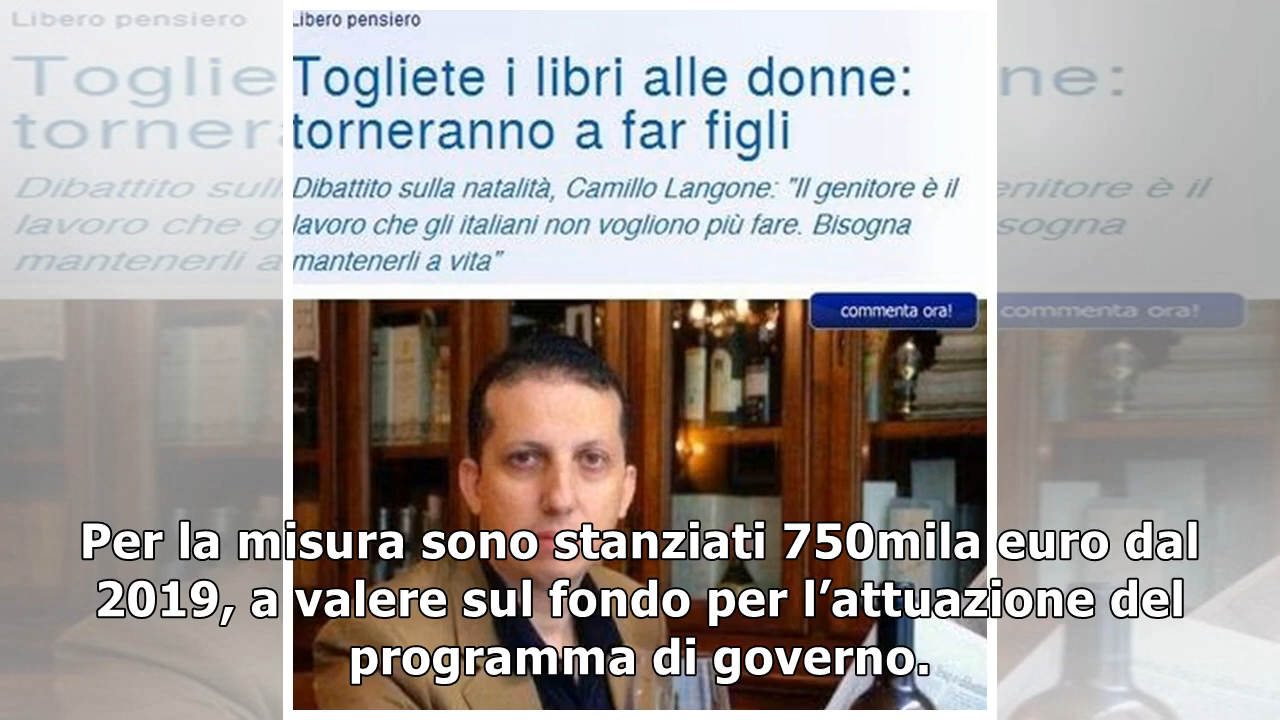 Libero pensiero
Togliete i libri alle donne:
torneranno a far figli
Dibattito sulla natalità, Camillo Langone: "Il genitore è il
lavoro che gli italiani non vogliono più fare. Bisogna
mantenerli a vita"
commenta ora!
Per la misura sono stanziati 750mila euro dal
2019, a valere sul fondo per l’attuazione del
programma di governo.